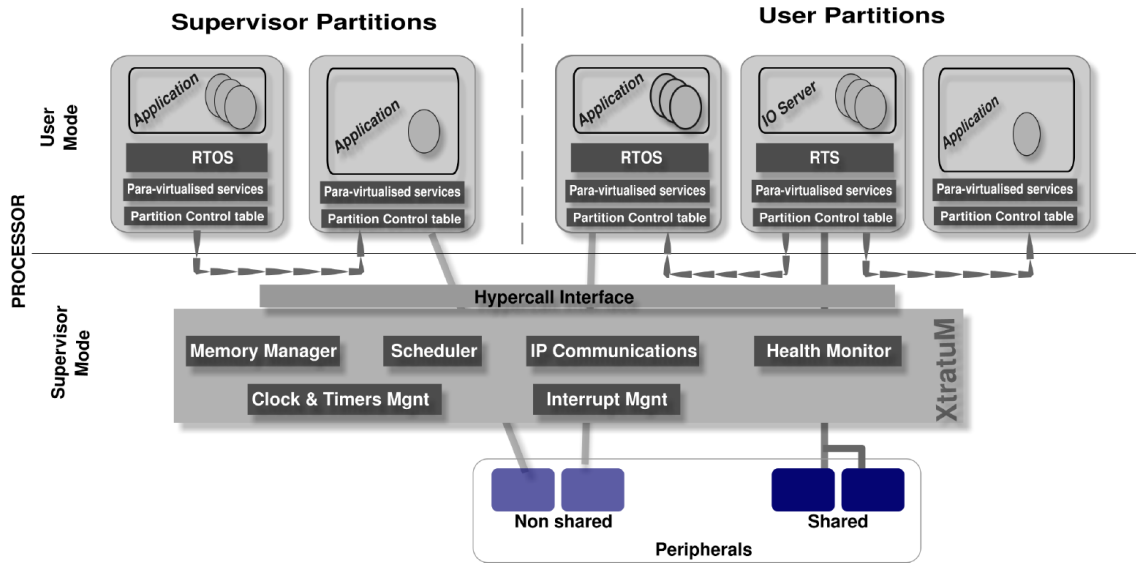 Supervisor Partitions
User Partitions
User Mode
PROCESSOR
Supervisor Mode
Application
RTOS
Para-virtualised services
Partition Control table
Application
Para-virtualised services
Partition Control table
Application
RTOS
Para-virtualised services
Partition Control table
IO Server
RTS
Para-virtualised services
Partition Control table
Application
Para-virtualised services
Partition Control table
Hypercall Interface
Memory Manager
Scheduler
IP Communications
Health Monitor
Clock & Timers Mgnt
Interrupt Mgnt
XtratuM
Non shared
Shared
Peripherals